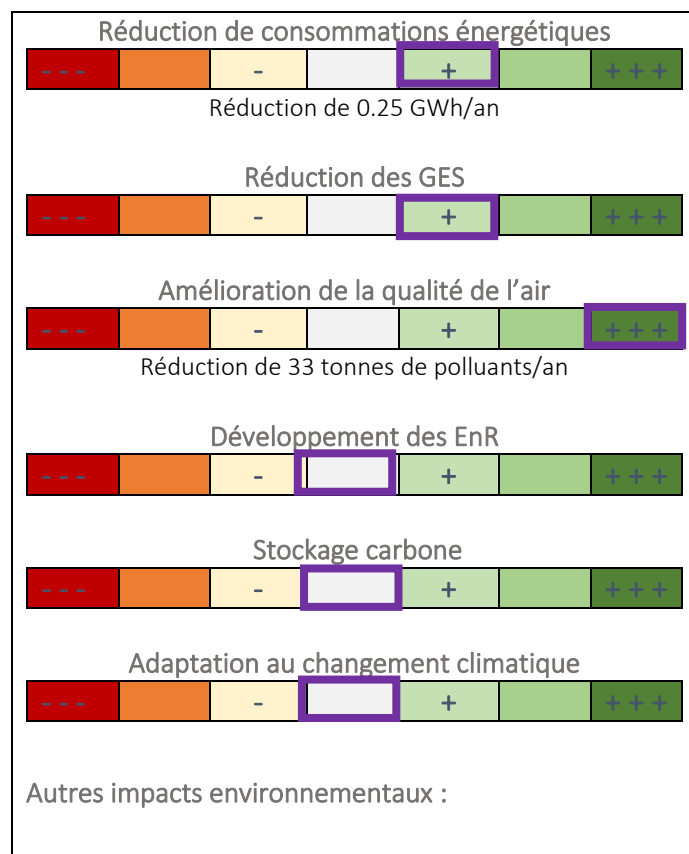 Réduction de consommations énergétiques
- - - - + + + +
Réduction de 0.25 GWh/an
Réduction des GES
- - - - + + + +
Amélioration de la qualité de l’air
- - - - + + + +
Réduction de 33 tonnes de polluants/an
Développement des EnR
- - - - + + + +
Stockage carbone
- - - - + + + +
Adaptation au changement climatique
- - - - + + + +
Autres impacts environnementaux :